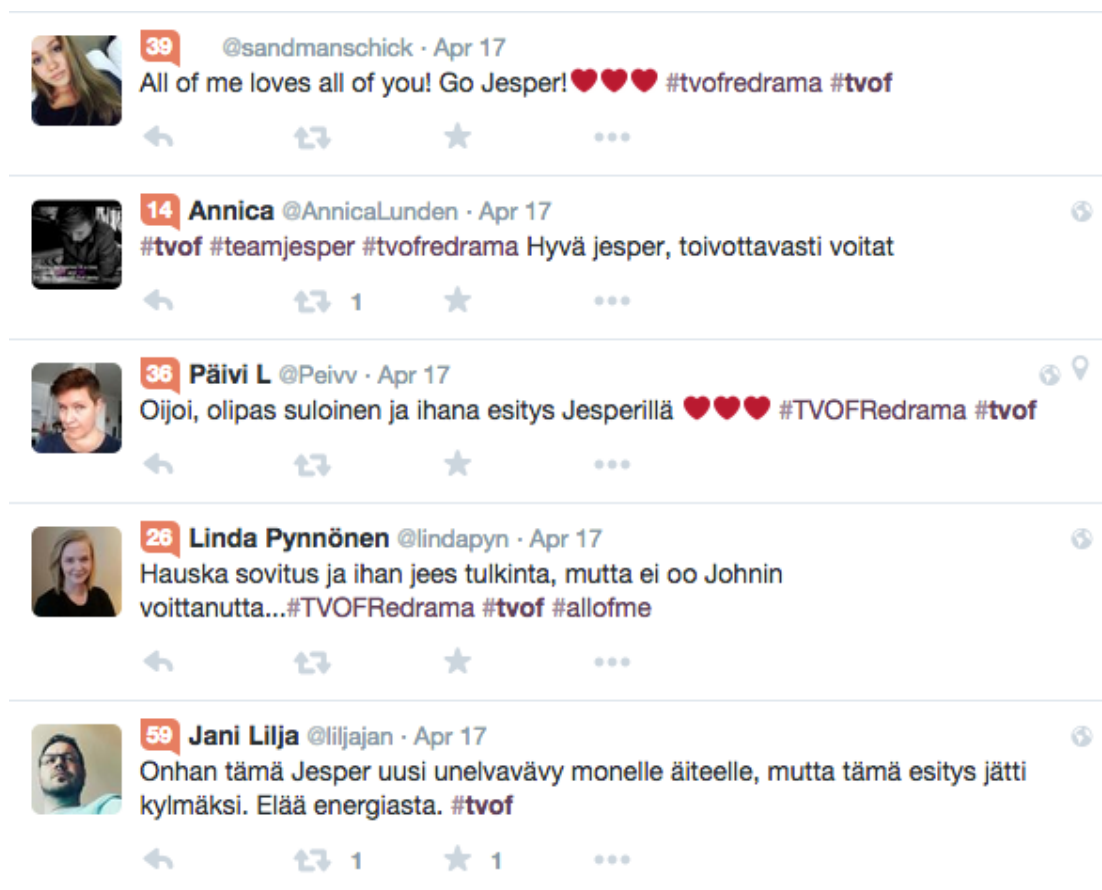 39 @sandmanschick · Apr 17
All of me loves all of you! Go Jesper!❤❤❤ #tvofredrama #tvof
14 Annica @AnnicaLunden · Apr 17
#tvof #teamjesper #tvofredrama Hyvä jesper, toivottavasti voitat
1
36 Päivi L @Peivv · Apr 17
Oijoi, olipas suloinen ja ihana esitys Jesperillä ❤❤❤ #TVOFRedrama #tvof
26 Linda Pynnönen @lindapyn · Apr 17
Hauska sovitus ja ihan jees tulkinta, mutta ei oo Johnin
voittanutta...#TVOFRedrama #tvof #allofme
59 Jani Lilja @liljajan · Apr 17
Onhan tämä Jesper uusi unelvavävy monelle äiteelle, mutta tämä esitys jätti
kylmäksi. Elää energiasta. #tvof
1 1